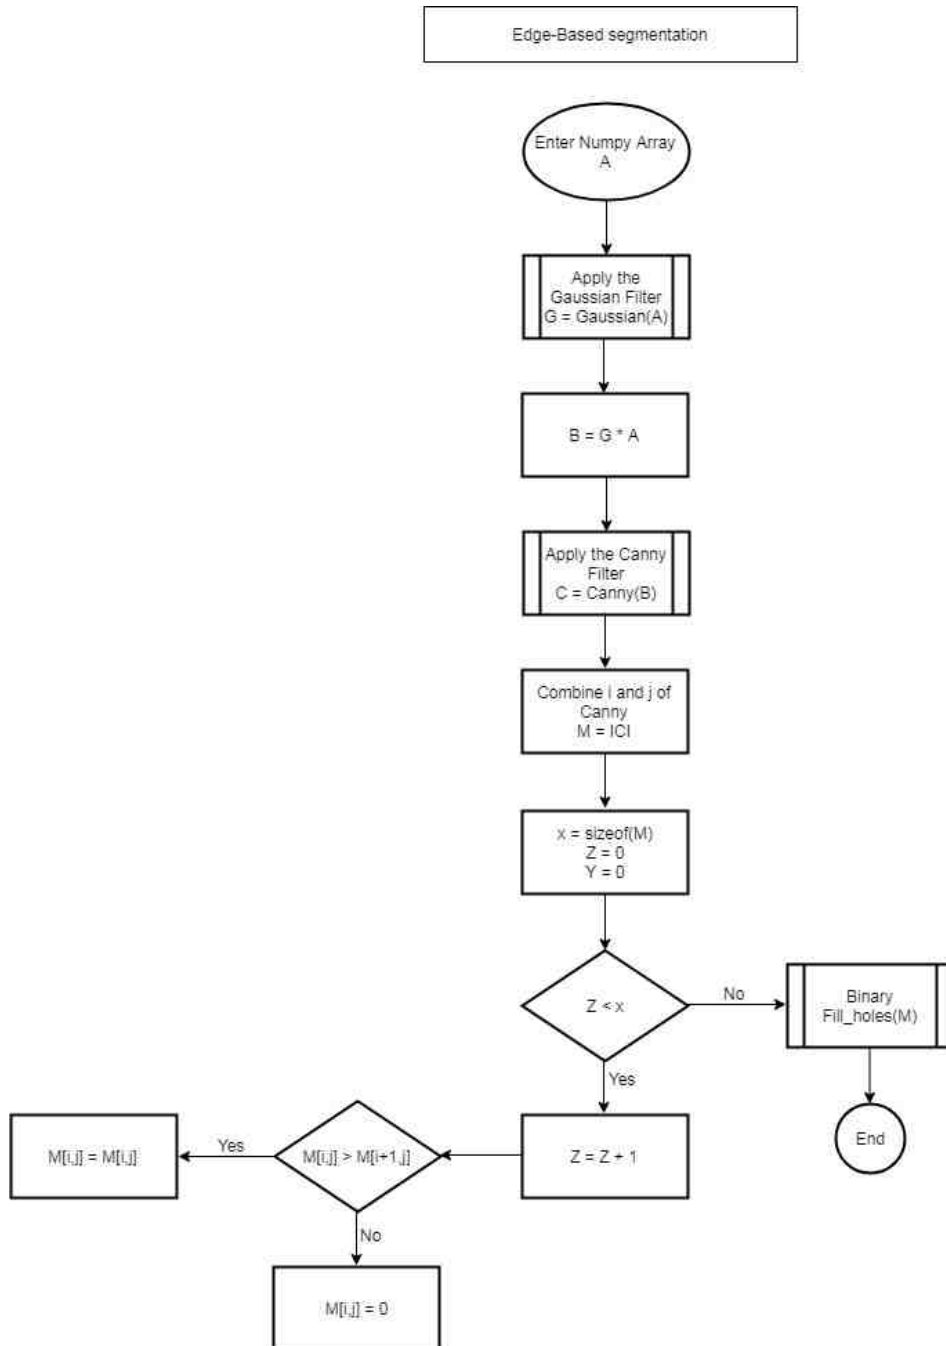 Edge-Based segmentation
Enter Numpy Array
A
Apply the
Gaussian Filter
G = Gaussian(A)
B = G * A
Apply the Canny
Filter
C = Canny(B)
Combine i and j of
Canny
M = ICI
x = sizeof(M)
Z = 0
Y = 0
Z < x
No
Binary
Fill_holes(M)
Yes
End
Z = Z + 1
M[i,j] > M[i+1,j]
Yes
M[i,j] = M[i,j]
No
M[i,j] = 0